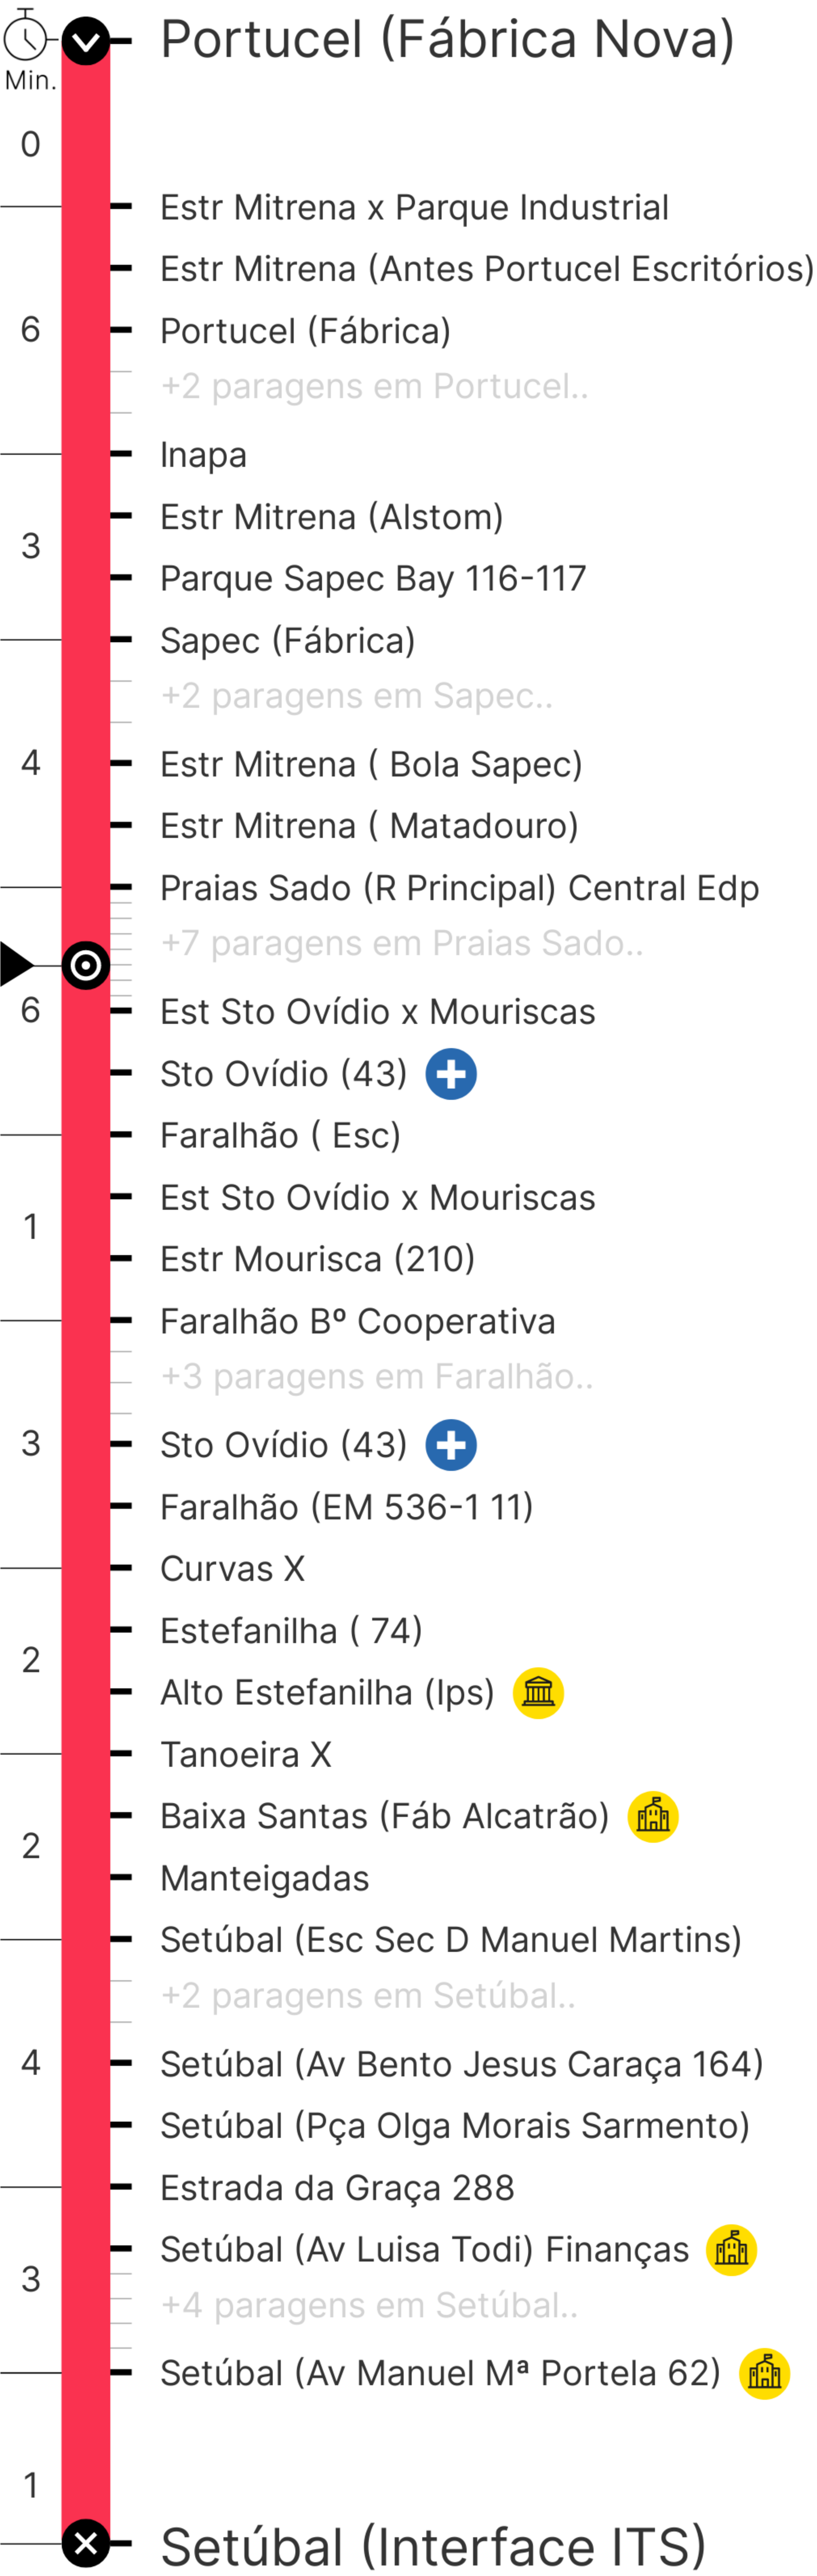 Portucel (Fábrica Nova)
Min.
0
Estr Mitrena x Parque Industrial
Estr Mitrena (Antes Portucel Escritórios)
6
Portucel (Fábrica)
+2 paragens em Portucel..
Inapa
Estr Mitrena (Alstom)
3
Parque Sapec Bay 116-117
Sapec (Fábrica)
+2 paragens em Sapec..
4
Estr Mitrena ( Bola Sapec)
Estr Mitrena ( Matadouro)
Praias Sado (R Principal) Central Edp
+7 paragens em Praias Sado..
6
Est Sto Ovídio x Mouriscas
Sto Ovídio (43)
Faralhão ( Esc)
Est Sto Ovídio x Mouriscas
1
Estr Mourisca (210)
Faralhão Bº Cooperativa
+3 paragens em Faralhão..
3
Sto Ovídio (43)
Faralhão (EM 536-1 11)
Curvas X
Estefanilha ( 74)
2
Alto Estefanilha (Ips)
Tanoeira X
Baixa Santas (Fáb Alcatrão)
2
Manteigadas
Setúbal (Esc Sec D Manuel Martins)
+2 paragens em Setúbal..
4
Setúbal (Av Bento Jesus Caraça 164)
Setúbal (Pça Olga Morais Sarmento)
Estrada da Graça 288
Setúbal (Av Luisa Todi) Finanças
3
+4 paragens em Setúbal..
Setúbal (Av Manuel Mª Portela 62)
1
Setúbal (Interface ITS)